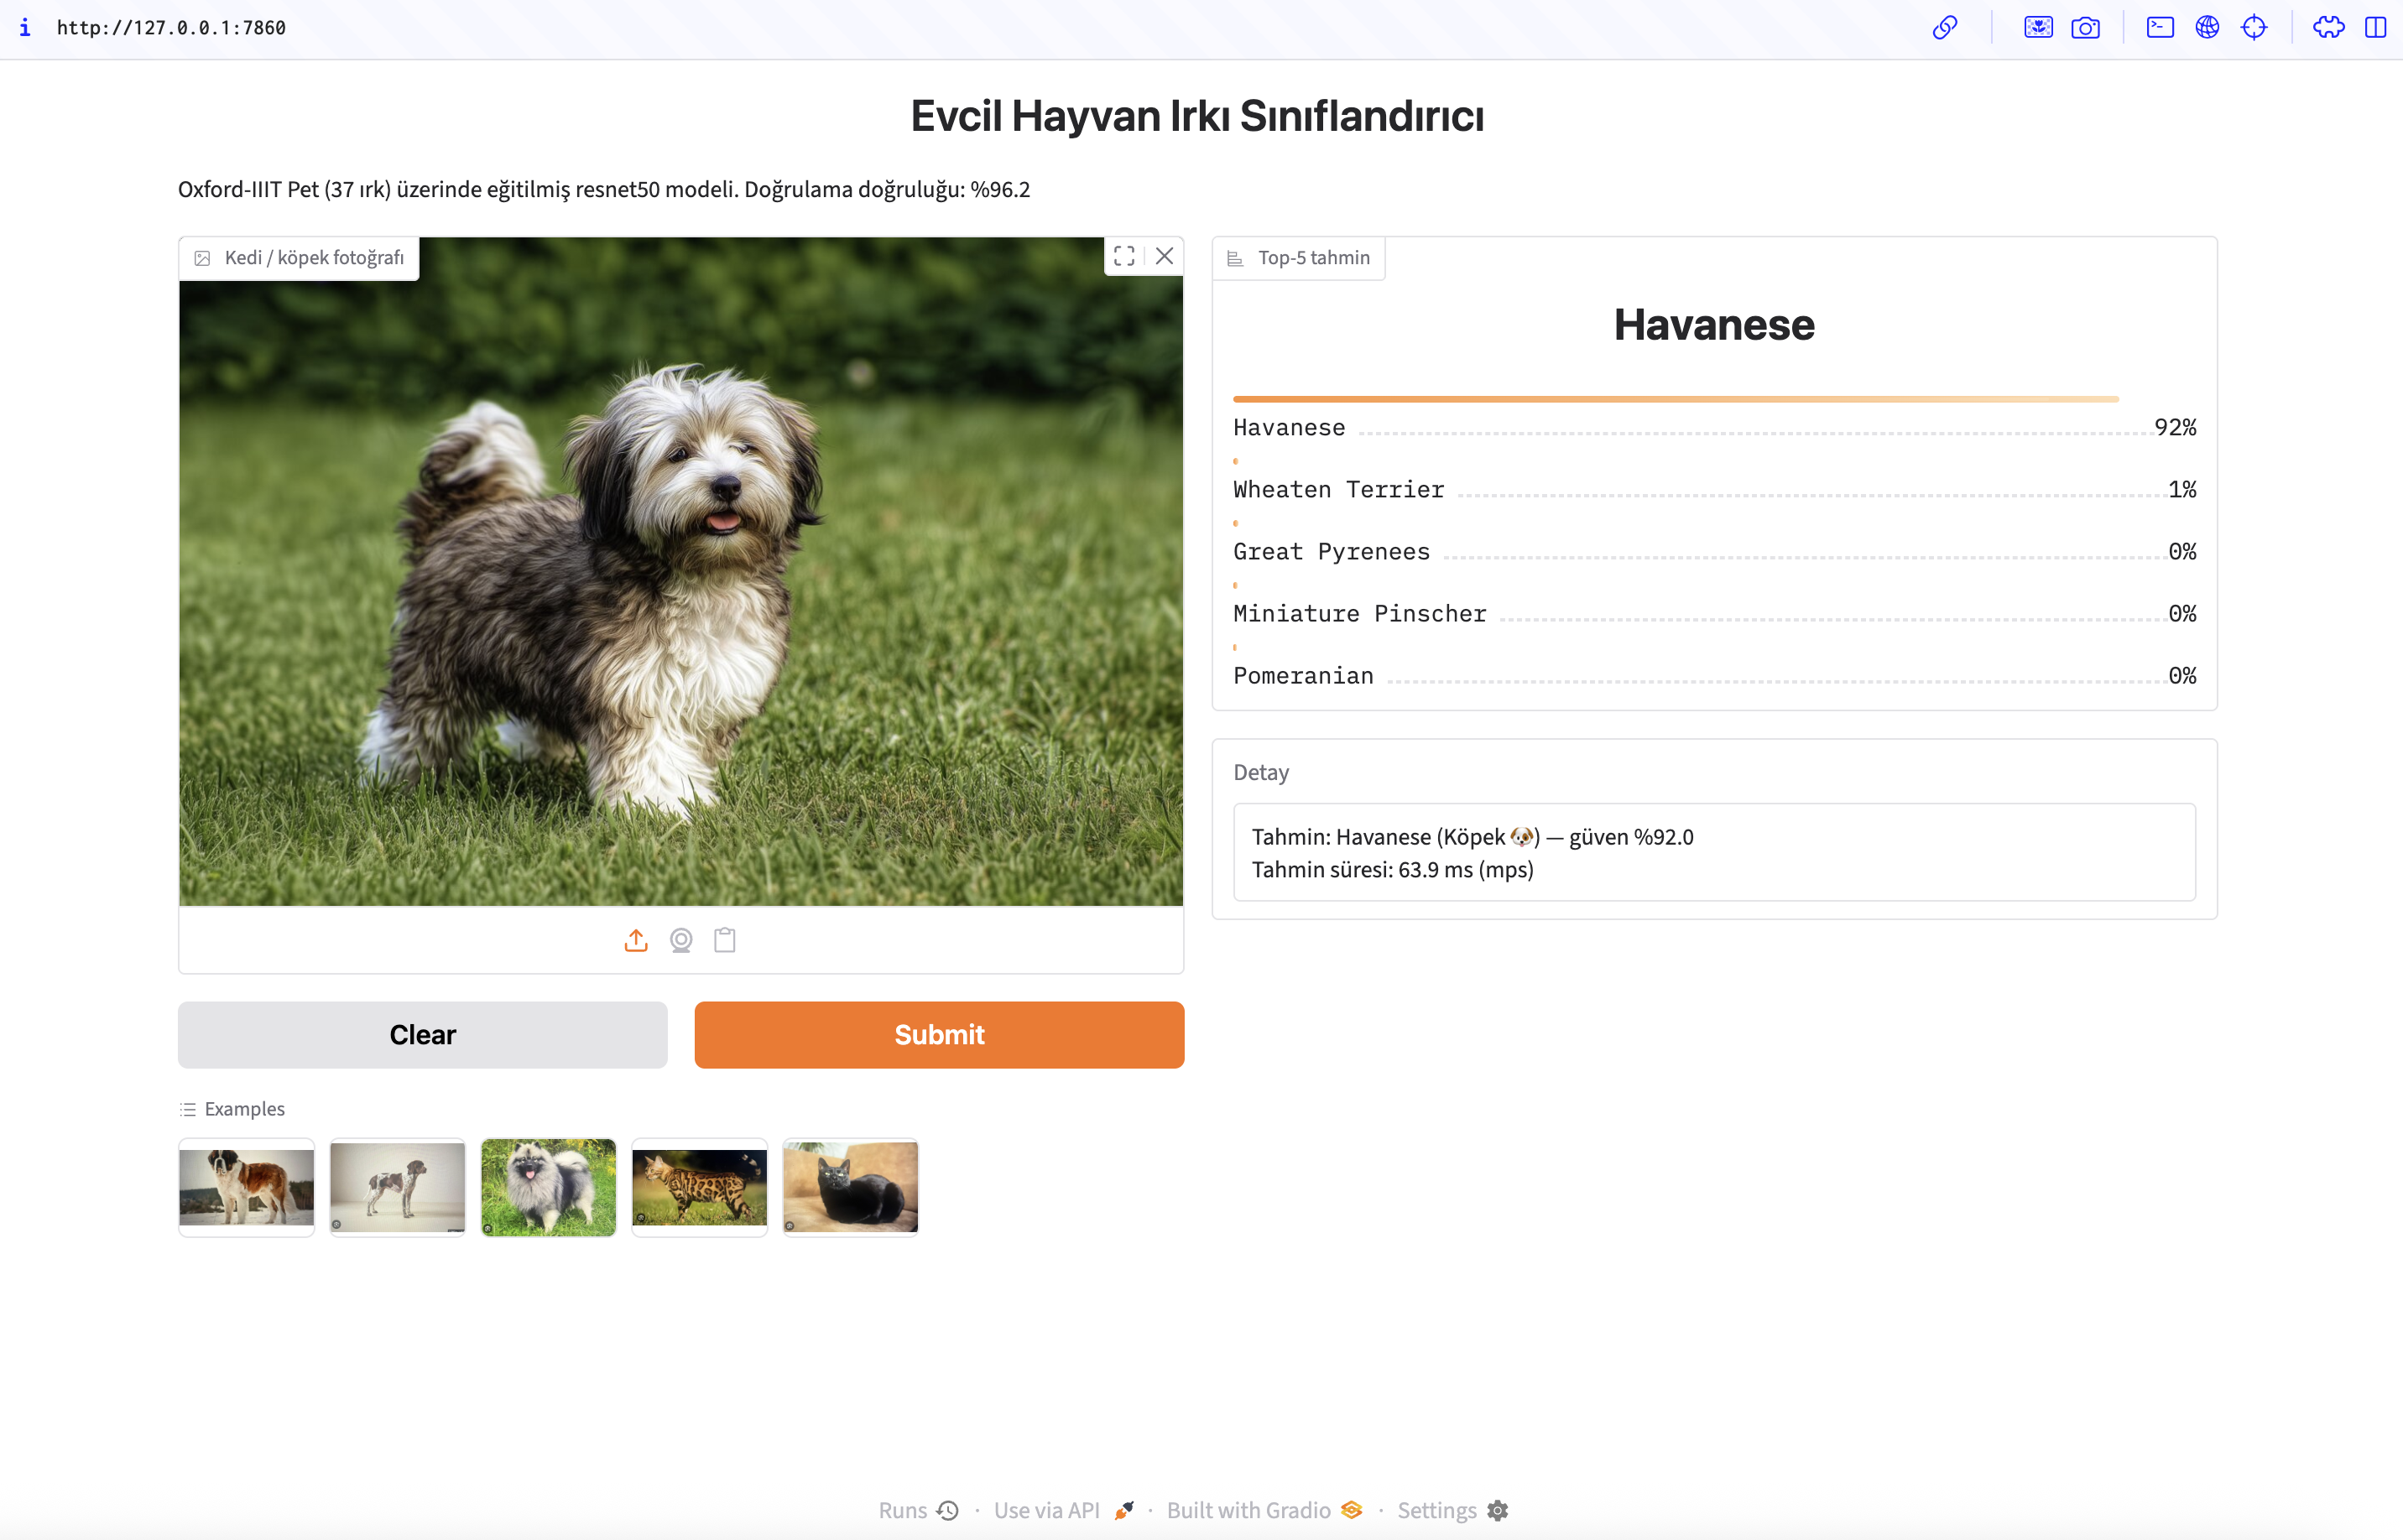 i http://127.0.0.1:7860
Evcil Hayvan Irkı Sınıflandırıcı
Oxford-IIIT Pet (37 ırk) üzerinde eğitilmiş resnet50 modeli. Doğrulama doğruluğu: %96.2
Kedi / köpek fotoğrafı
Top-5 tahmin
Havanese
Havanese 92%
Wheaten Terrier 1%
Great Pyrenees 0%
Miniature Pinscher 0%
Pomeranian 0%
Detay
Tahmin: Havanese (Köpek 🐶) — güven %92.0
Tahmin süresi: 63.9 ms (mps)
Clear
Submit
Examples
Runs · Use via API · Built with Gradio · Settings